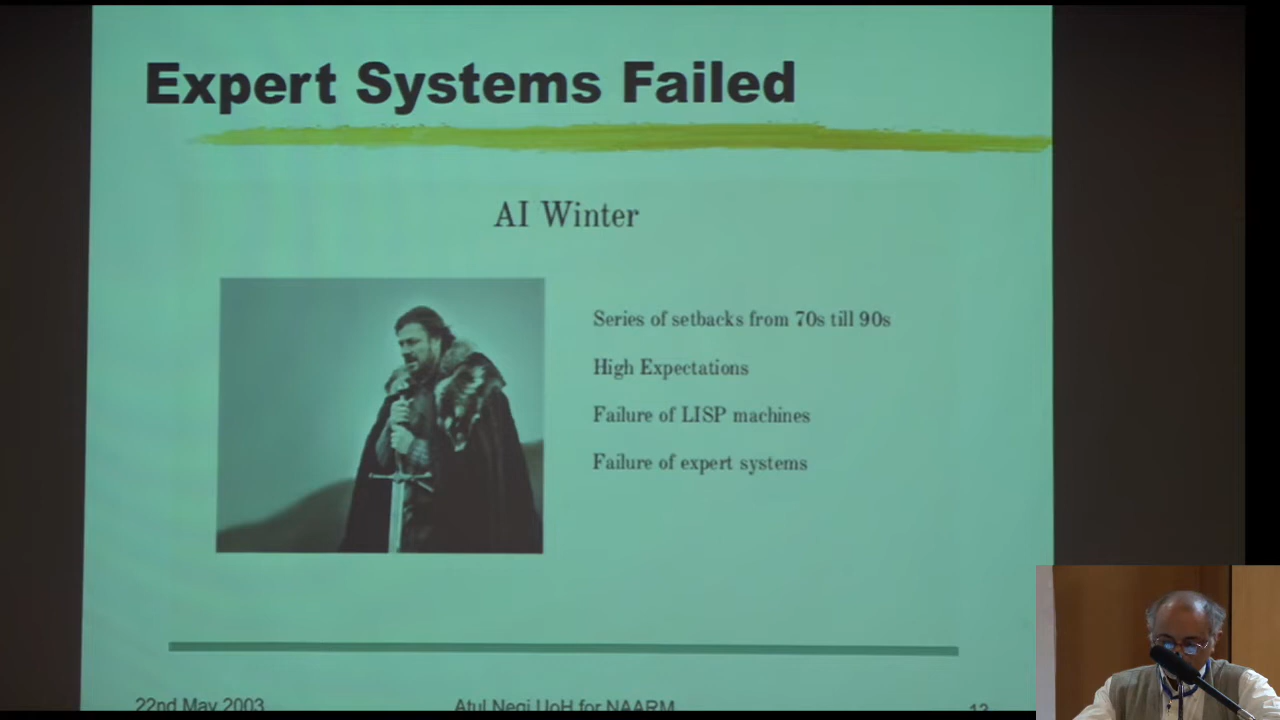 Expert Systems Failed
AI Winter
Series of setbacks from 70s till 90s
High Expectations
Failure of LISP machines
Failure of expert systems
22nd May 2003
Atul Negi UoH for NAARM